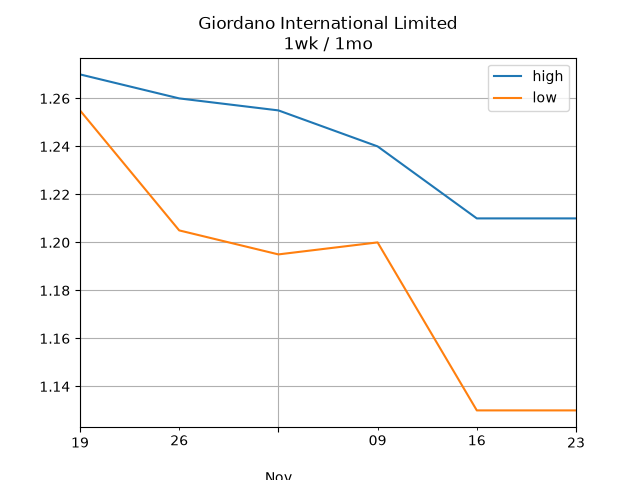 Giordano International Limited
1wk / 1mo
high
low
1.26
1.24
1.22
1.20
1.18
1.16
1.14
19
26
09
16
23
Nov